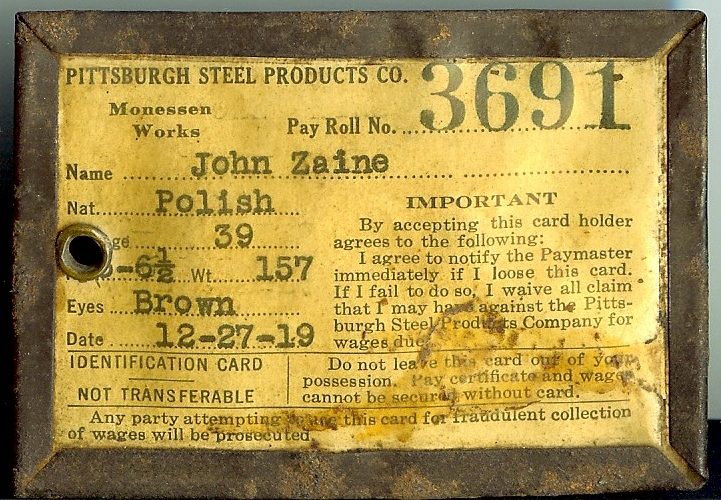 PITTSBURGH STEEL PRODUCTS CO. 3691
Monessen
Works
Pay Roll No.
Name John Zaine
Nat. Polish
39
-6½ Wt. 157
Eyes Brown
Date 12-27-19
IMPORTANT
By accepting this card holder
agrees to the following:
I agree to notify the Paymaster
immediately if I loose this card.
If I fail to do so, I waive all claim
that I may have against the Pitts-
burgh Steel Products Company for
wages due
IDENTIFICATION CARD
NOT TRANSFERABLE
Do not leave this card out of your
possession. Pay certificate and wages
cannot be secured without card.
Any party attempting to use this card for fraudulent collection
of wages will be prosecuted